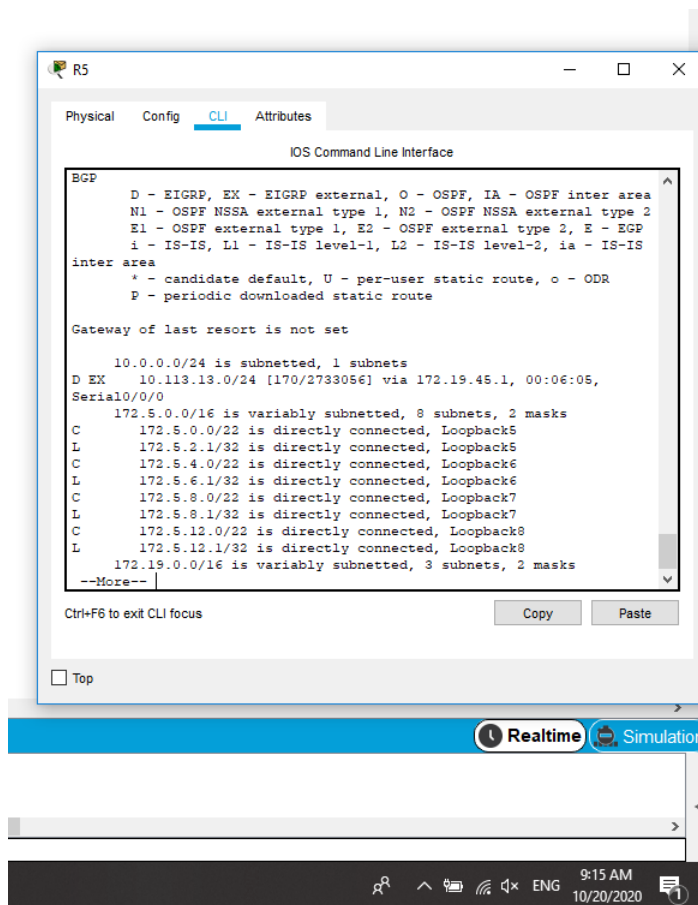 R5
Physical Config CLI Attributes
IOS Command Line Interface
BGP
D - EIGRP, EX - EIGRP external, O - OSPF, IA - OSPF inter area
N1 - OSPF NSSA external type 1, N2 - OSPF NSSA external type 2
E1 - OSPF external type 1, E2 - OSPF external type 2, E - EGP
i - IS-IS, L1 - IS-IS level-1, L2 - IS-IS level-2, ia - IS-IS
inter area
* - candidate default, U - per-user static route, o - ODR
P - periodic downloaded static route
Gateway of last resort is not set
10.0.0.0/24 is subnetted, 1 subnets
D EX 10.113.13.0/24 [170/2733056] via 172.19.45.1, 00:06:05,
Serial0/0/0
172.5.0.0/16 is variably subnetted, 8 subnets, 2 masks
C 172.5.0.0/22 is directly connected, Loopback5
L 172.5.2.1/32 is directly connected, Loopback5
C 172.5.4.0/22 is directly connected, Loopback6
L 172.5.6.1/32 is directly connected, Loopback6
C 172.5.8.0/22 is directly connected, Loopback7
L 172.5.8.1/32 is directly connected, Loopback7
C 172.5.12.0/22 is directly connected, Loopback8
L 172.5.12.1/32 is directly connected, Loopback8
172.19.0.0/16 is variably subnetted, 3 subnets, 2 masks
--More--
Ctrl+F6 to exit CLI focus
Copy Paste
Top
Realtime Simulation
ENG 9:15 AM
10/20/2020
1